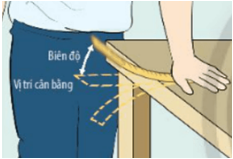 Biên độ
Vị trí cân bằng